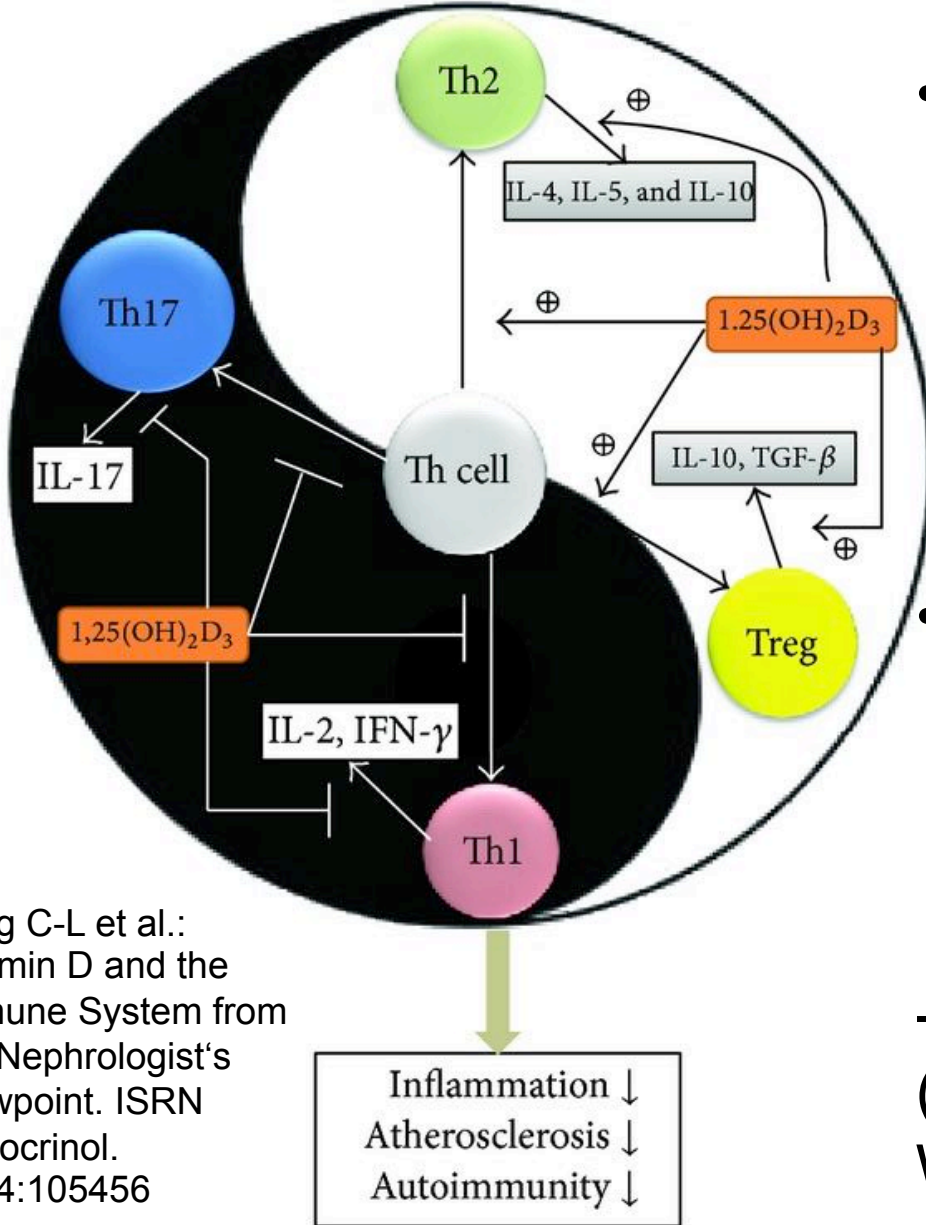 Th2
⊕
IL-4, IL-5, and IL-10
Th17
⊕
1.25(OH)₂D₃
⊕
IL-10, TGF-β
Th cell
IL-17
⊕
1,25(OH)₂D₃
Treg
IL-2, IFN-γ
Th1
g C-L et al.:
min D and the
nune System from
Nephrologist‘s
wpoint. ISRN
locrinol.
4:105456
Inflammation ↓
Atherosclerosis ↓
Autoimmunity ↓